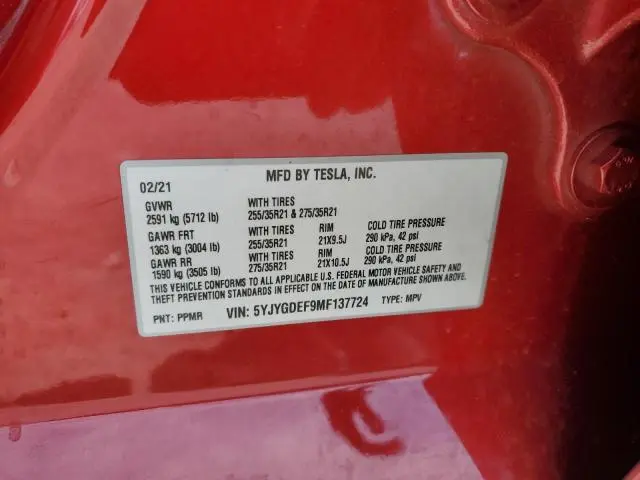 MFD BY TESLA, INC.
02/21
GVWR WITH TIRES
2591 kg (5712 lb) 255/35R21 & 275/35R21
GAWR FRT WITH TIRES RIM COLD TIRE PRESSURE
1363 kg (3004 lb) 255/35R21 21X9.5J 290 kPa, 42 psi
GAWR RR WITH TIRES RIM COLD TIRE PRESSURE
1590 kg (3505 lb) 275/35R21 21X10.5J 290 kPa, 42 psi
THIS VEHICLE CONFORMS TO ALL APPLICABLE U.S. FEDERAL MOTOR VEHICLE SAFETY AND
THEFT PREVENTION STANDARDS IN EFFECT ON THE DATE OF MANUFACTURE SHOWN ABOVE.
PNT: PPMR VIN: 5YJYGDEF9MF137724 TYPE: MPV